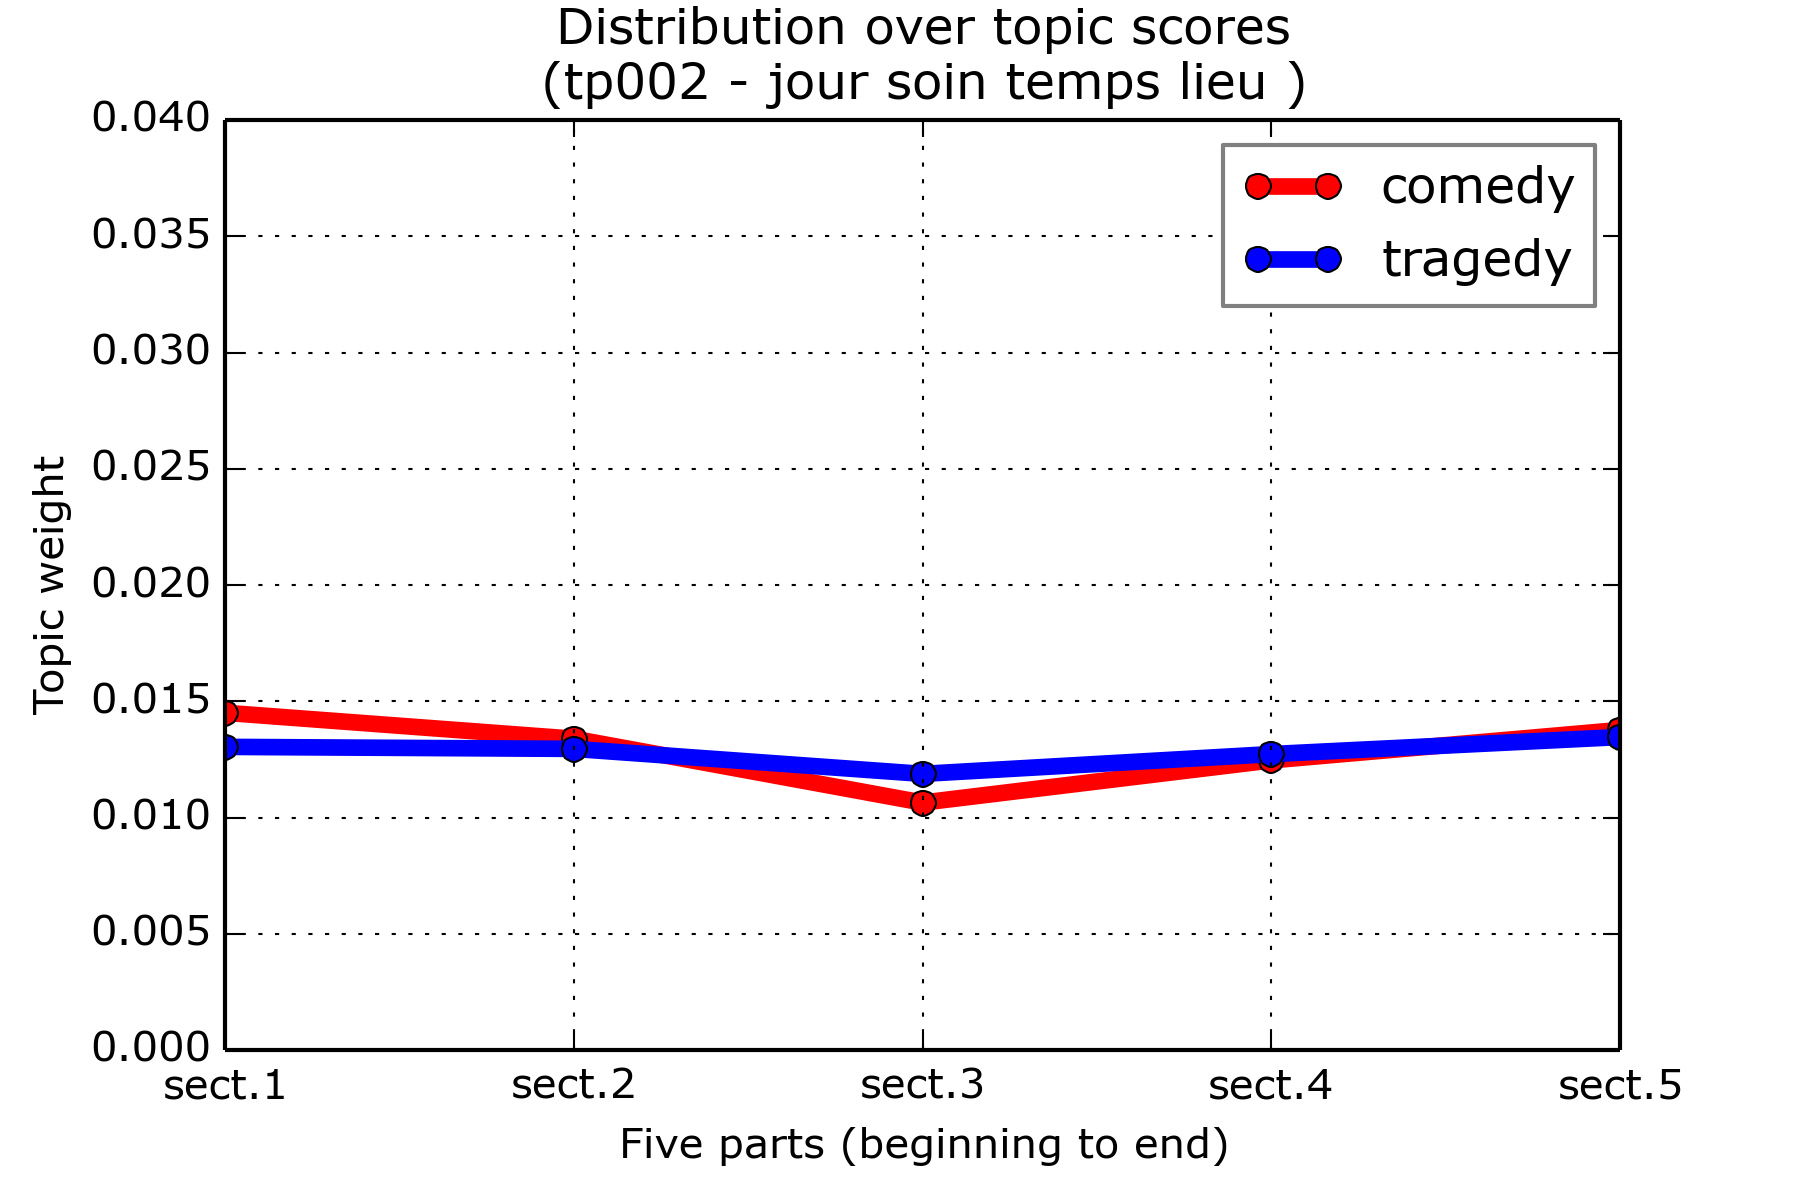 Distribution over topic scores
(tp002 - jour soin temps lieu )
0.040
0.035
0.030
0.025
0.020
0.015
0.010
0.005
0.000
Topic weight
comedy
tragedy
sect.1 sect.2 sect.3 sect.4 sect.5
Five parts (beginning to end)